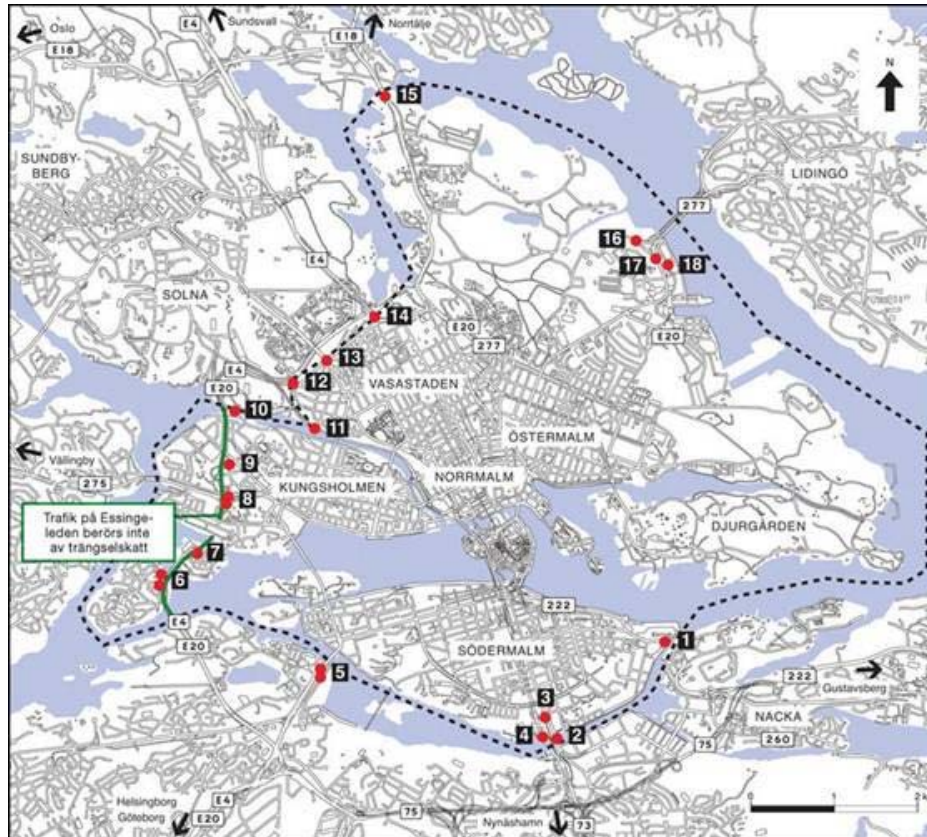 E4
Sundsvall
Norrtälje
Oslo
E18
E18
15
N
SUNDBY-
BERG
LIDINGÖ
277
16
17
18
E4
SOLNA
14
E20
277
E20
13
E4
12
VASASTADEN
E20
10
11
ÖSTERMALM
Vällingby
9
NORRMALM
275
KUNGSHOLMEN
8
Trafik på Essinge-
leden berörs inte
av trängselskatt
DJURGÅRDEN
7
6
222
E4
E20
1
SÖDERMALM
5
222
Gustavsberg
3
NACKA
4
2
75
260
Helsingborg
Göteborg
E4
E20
75
Nynäshamn
73
0
1
2 k